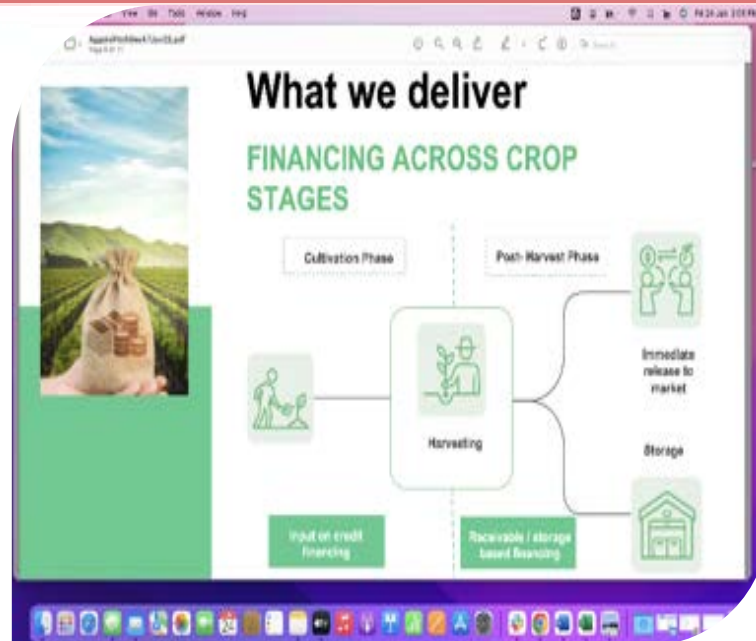 What we deliver
FINANCING ACROSS CROP
STAGES
Cultivation Phase
Post-Harvest Phase
Immediate
release to
market
Harvesting
Storage
Input on credit
financing
Receivable / storage
based financing